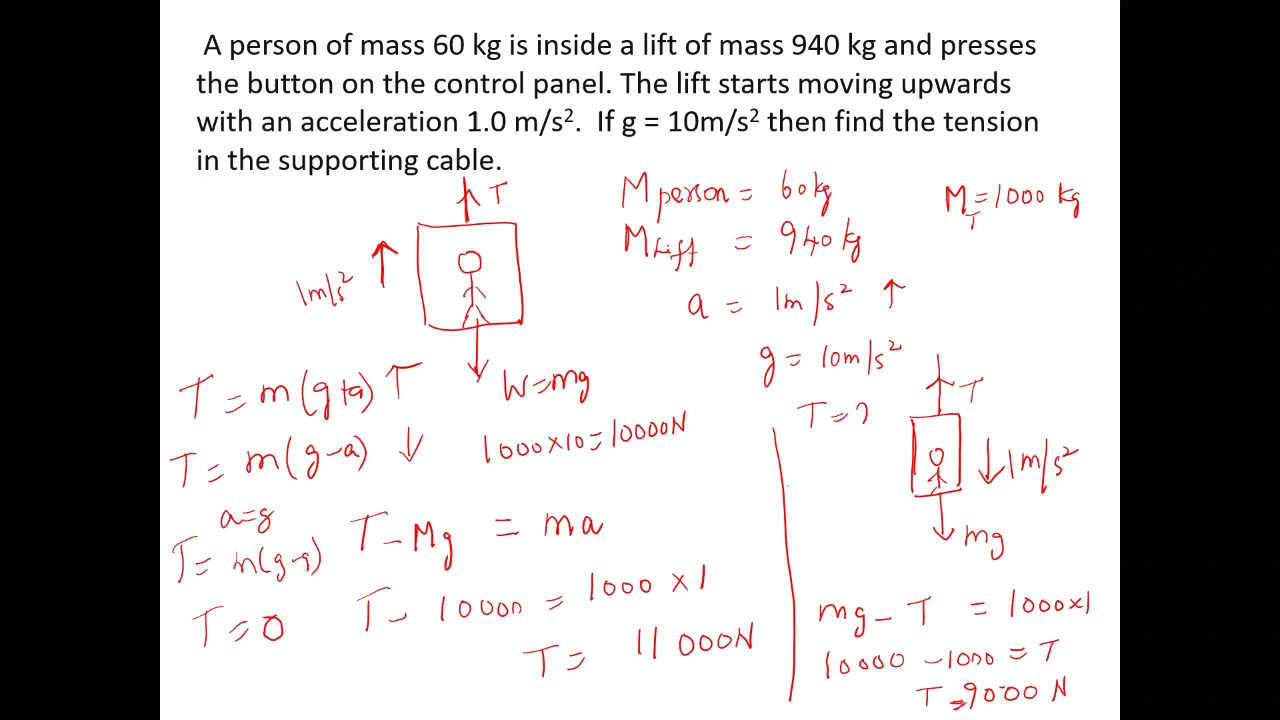 A person of mass 60 kg is inside a lift of mass 940 kg and presses
the button on the control panel. The lift starts moving upwards
with an acceleration 1.0 m/s². If g = 10m/s² then find the tension
in the supporting cable.
T
1m/s² ↑
W=mg
1000×10=10000N
M person = 60kg
M Lift = 940 kg
M_T = 1000 kg
a = 1m/s² ↑
g = 10m/s²
T = ?
T = m(g+a) ↑
T = m(g-a) ↓
a=g
T = m(g-g)
T = 0
T - Mg = ma
T - 10000 = 1000 × 1
T = 11000N
T
↓ 1m/s²
mg
mg - T = 1000×1
10000 - 1000 = T
T = 9000 N